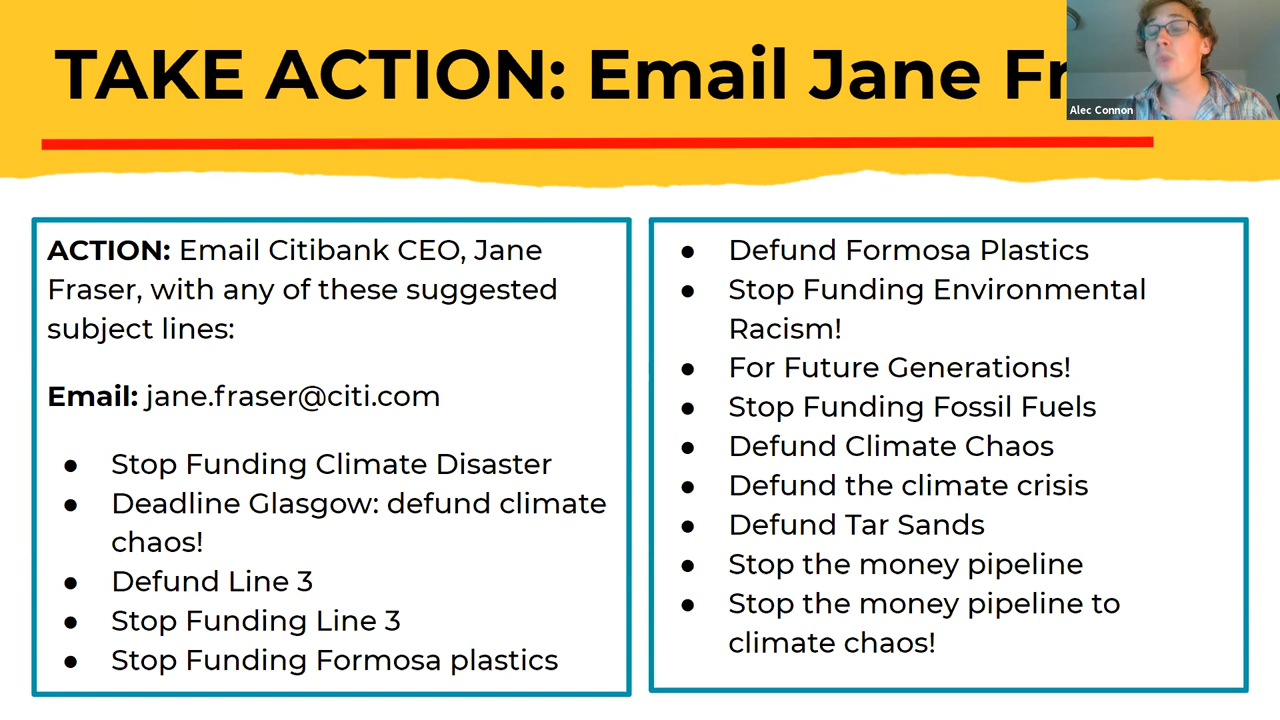 TAKE ACTION: Email Jane
Alec Connon
ACTION: Email Citibank CEO, Jane
Fraser, with any of these suggested
subject lines:
Email: jane.fraser@citi.com
● Stop Funding Climate Disaster
● Deadline Glasgow: defund climate
chaos!
● Defund Line 3
● Stop Funding Line 3
● Stop Funding Formosa plastics
● Defund Formosa Plastics
● Stop Funding Environmental
Racism!
● For Future Generations!
● Stop Funding Fossil Fuels
● Defund Climate Chaos
● Defund the climate crisis
● Defund Tar Sands
● Stop the money pipeline
● Stop the money pipeline to
climate chaos!